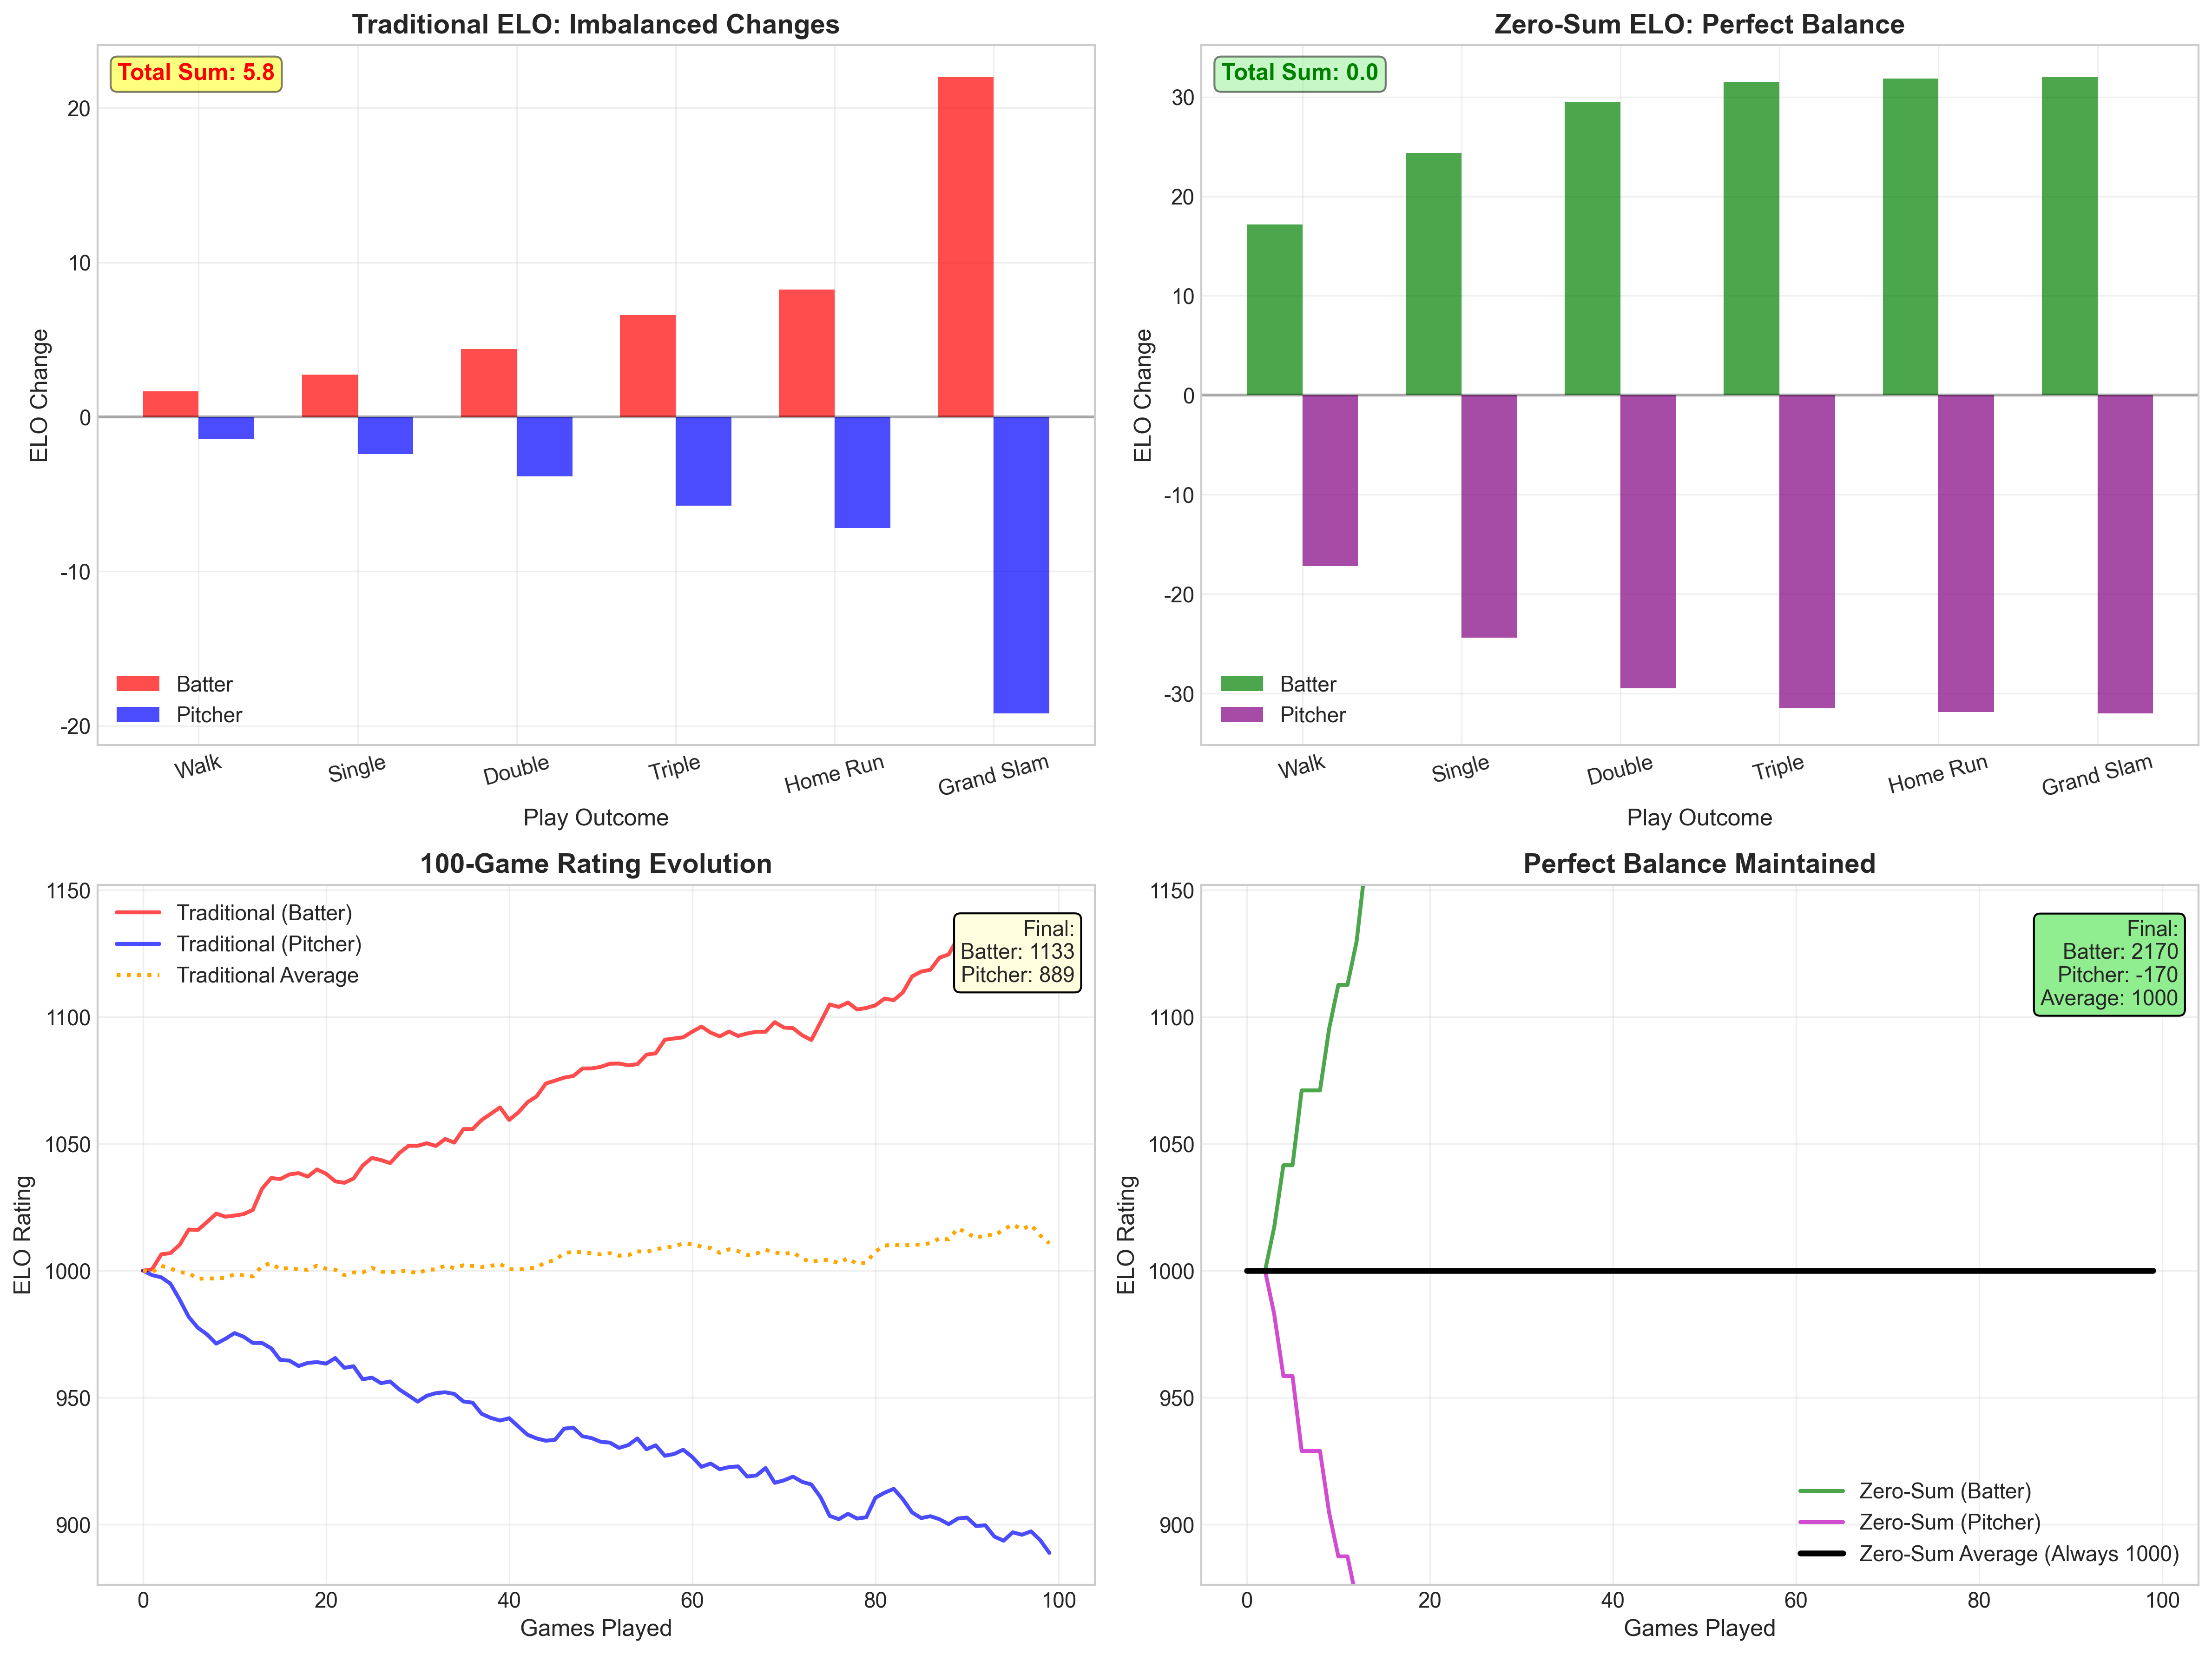 Traditional ELO: Imbalanced Changes
Total Sum: 5.8
20
10
0
-10
-20
ELO Change
Batter
Pitcher
Walk
Single
Double
Triple
Home Run
Grand Slam
Play Outcome
Zero-Sum ELO: Perfect Balance
Total Sum: 0.0
30
20
10
0
-10
-20
-30
ELO Change
Batter
Pitcher
Walk
Single
Double
Triple
Home Run
Grand Slam
Play Outcome
100-Game Rating Evolution
1150
1100
1050
1000
950
900
ELO Rating
Traditional (Batter)
Traditional (Pitcher)
Traditional Average
Final:
Batter: 1133
Pitcher: 889
0
20
40
60
80
100
Games Played
Perfect Balance Maintained
1150
1100
1050
1000
950
900
ELO Rating
Final:
Batter: 2170
Pitcher: -170
Average: 1000
Zero-Sum (Batter)
Zero-Sum (Pitcher)
Zero-Sum Average (Always 1000)
0
20
40
60
80
100
Games Played